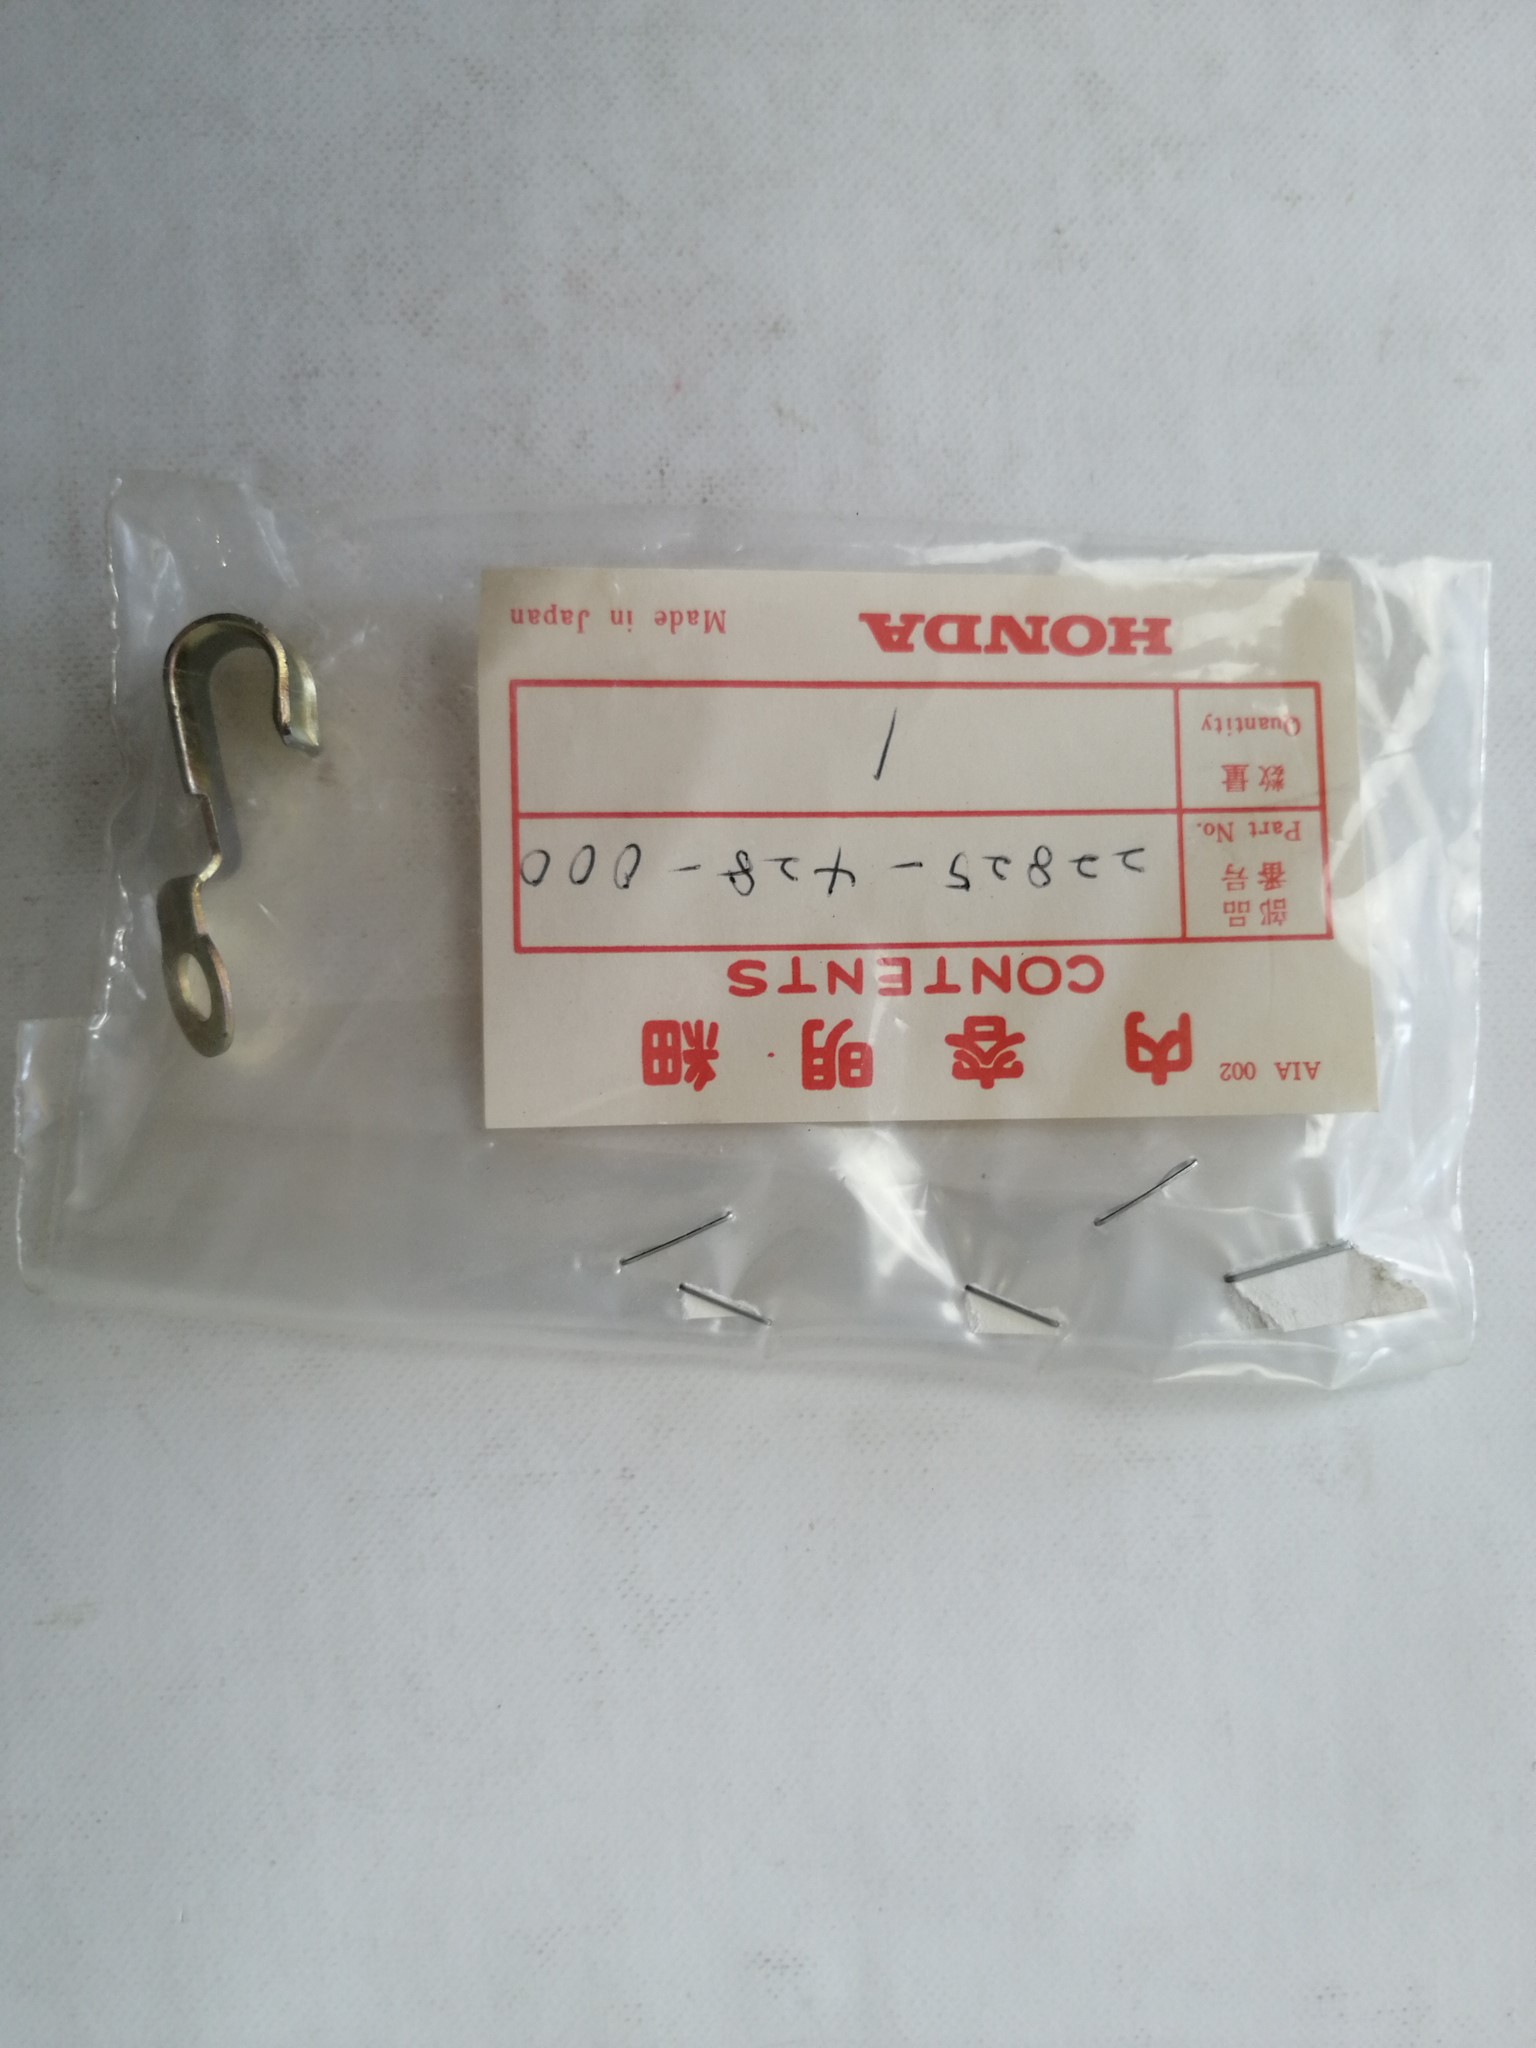 AIA 002
内容明細
CONTENTS
部品
番号
Part No.
22825-428-000
数量
Quantity
1
HONDA Made in Japan